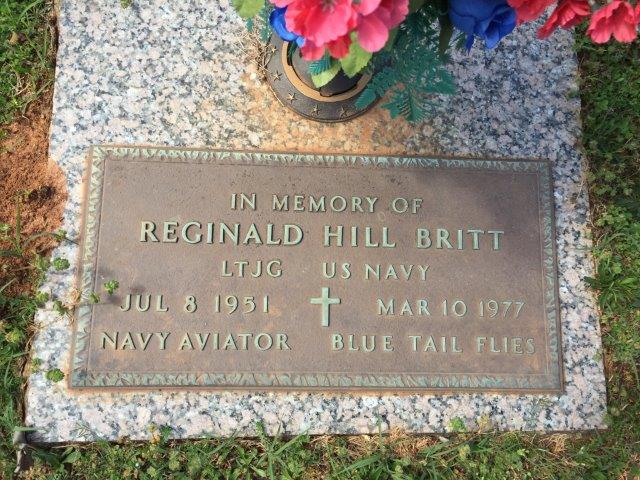 IN MEMORY OF
REGINALD HILL BRITT
LTJG US NAVY
JUL 8 1951 MAR 10 1977
NAVY AVIATOR BLUE TAIL FLIES